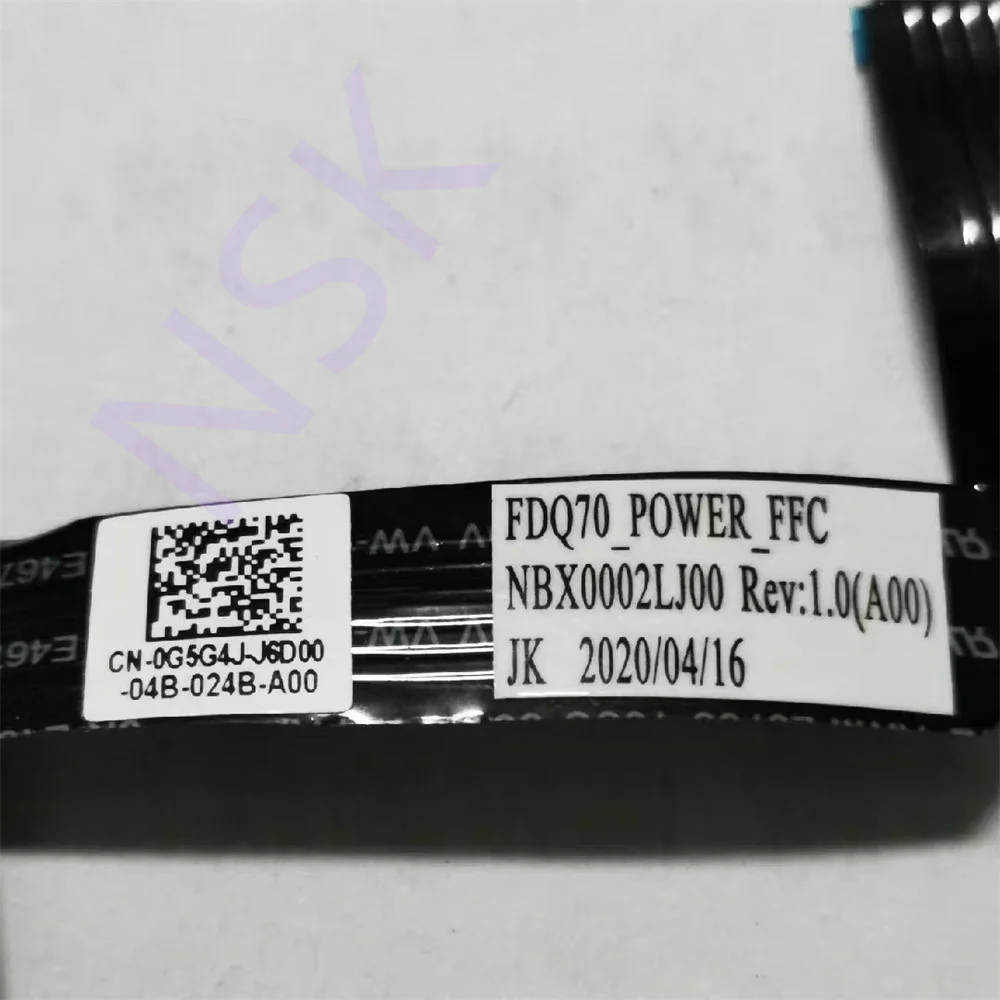 NSK
FDQ70_POWER_FFC
NBX0002LJ00 Rev:1.0(A00)
JK 2020/04/16
CN-0G5G4J-J6D00
-04B-024B-A00